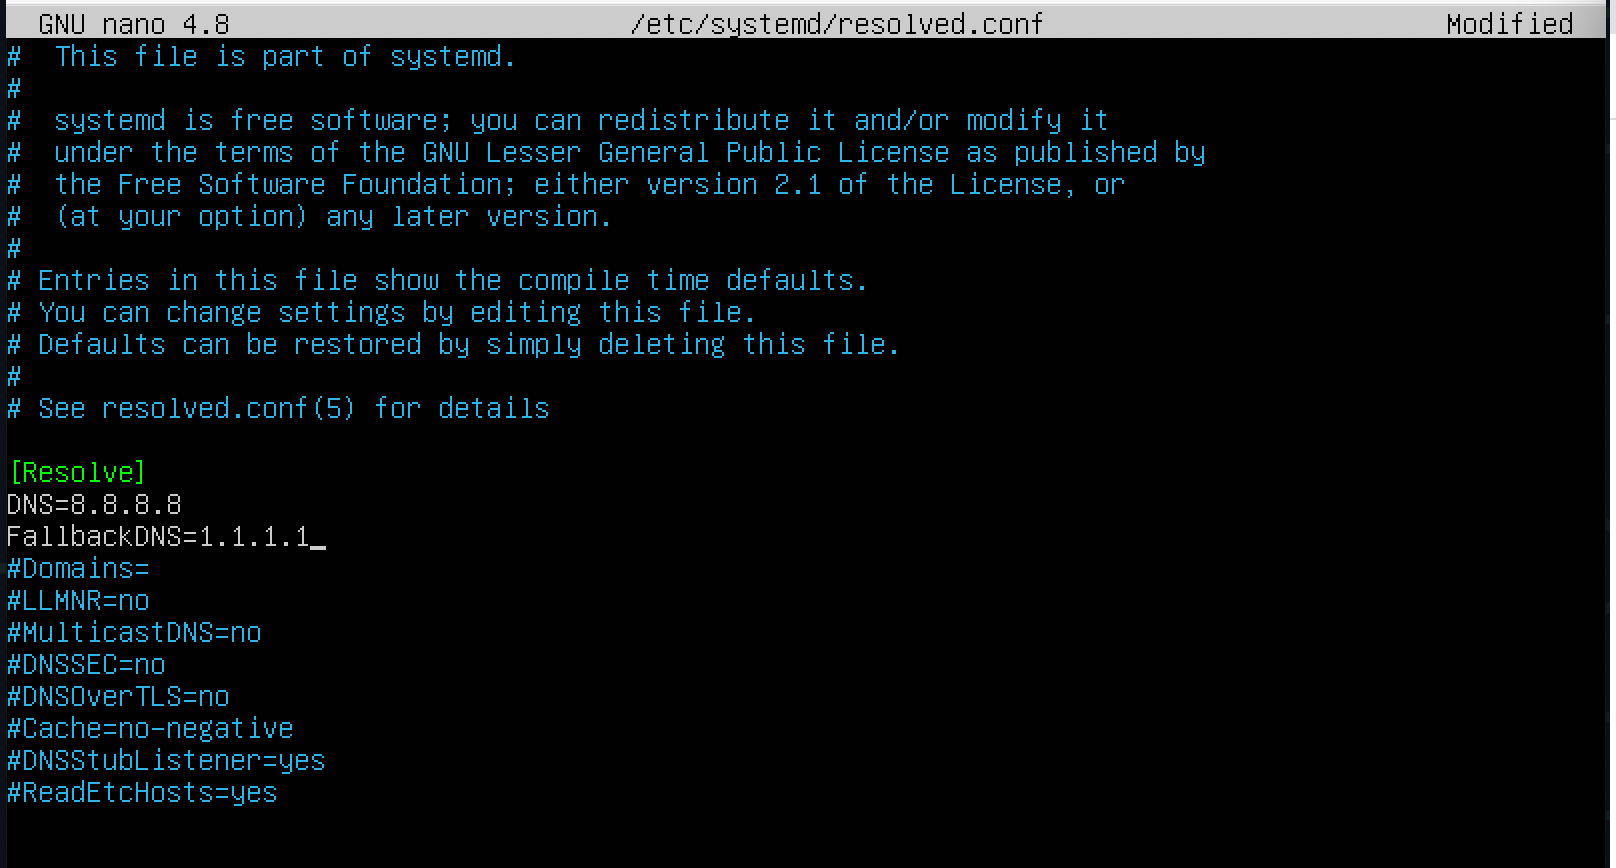 GNU nano 4.8 /etc/systemd/resolved.conf Modified
#  This file is part of systemd.
#
#  systemd is free software; you can redistribute it and/or modify it
#  under the terms of the GNU Lesser General Public License as published by
#  the Free Software Foundation; either version 2.1 of the License, or
#  (at your option) any later version.
#
# Entries in this file show the compile time defaults.
# You can change settings by editing this file.
# Defaults can be restored by simply deleting this file.
#
# See resolved.conf(5) for details

[Resolve]
DNS=8.8.8.8
FallbackDNS=1.1.1.1_
#Domains=
#LLMNR=no
#MulticastDNS=no
#DNSSEC=no
#DNSOverTLS=no
#Cache=no-negative
#DNSStubListener=yes
#ReadEtcHosts=yes